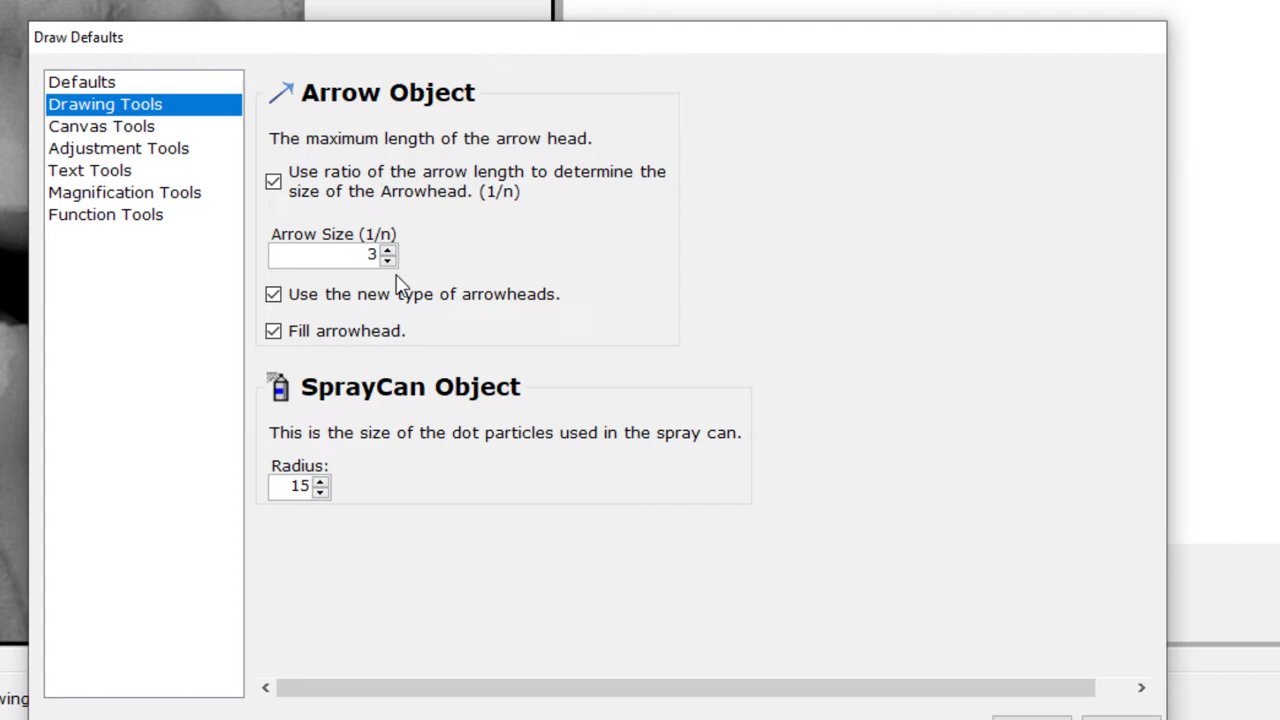 Draw Defaults
Defaults
Drawing Tools
Canvas Tools
Adjustment Tools
Text Tools
Magnification Tools
Function Tools
Arrow Object
The maximum length of the arrow head.
Use ratio of the arrow length to determine the
size of the Arrowhead. (1/n)
Arrow Size (1/n)
3
Use the new type of arrowheads.
Fill arrowhead.
SprayCan Object
This is the size of the dot particles used in the spray can.
Radius:
15